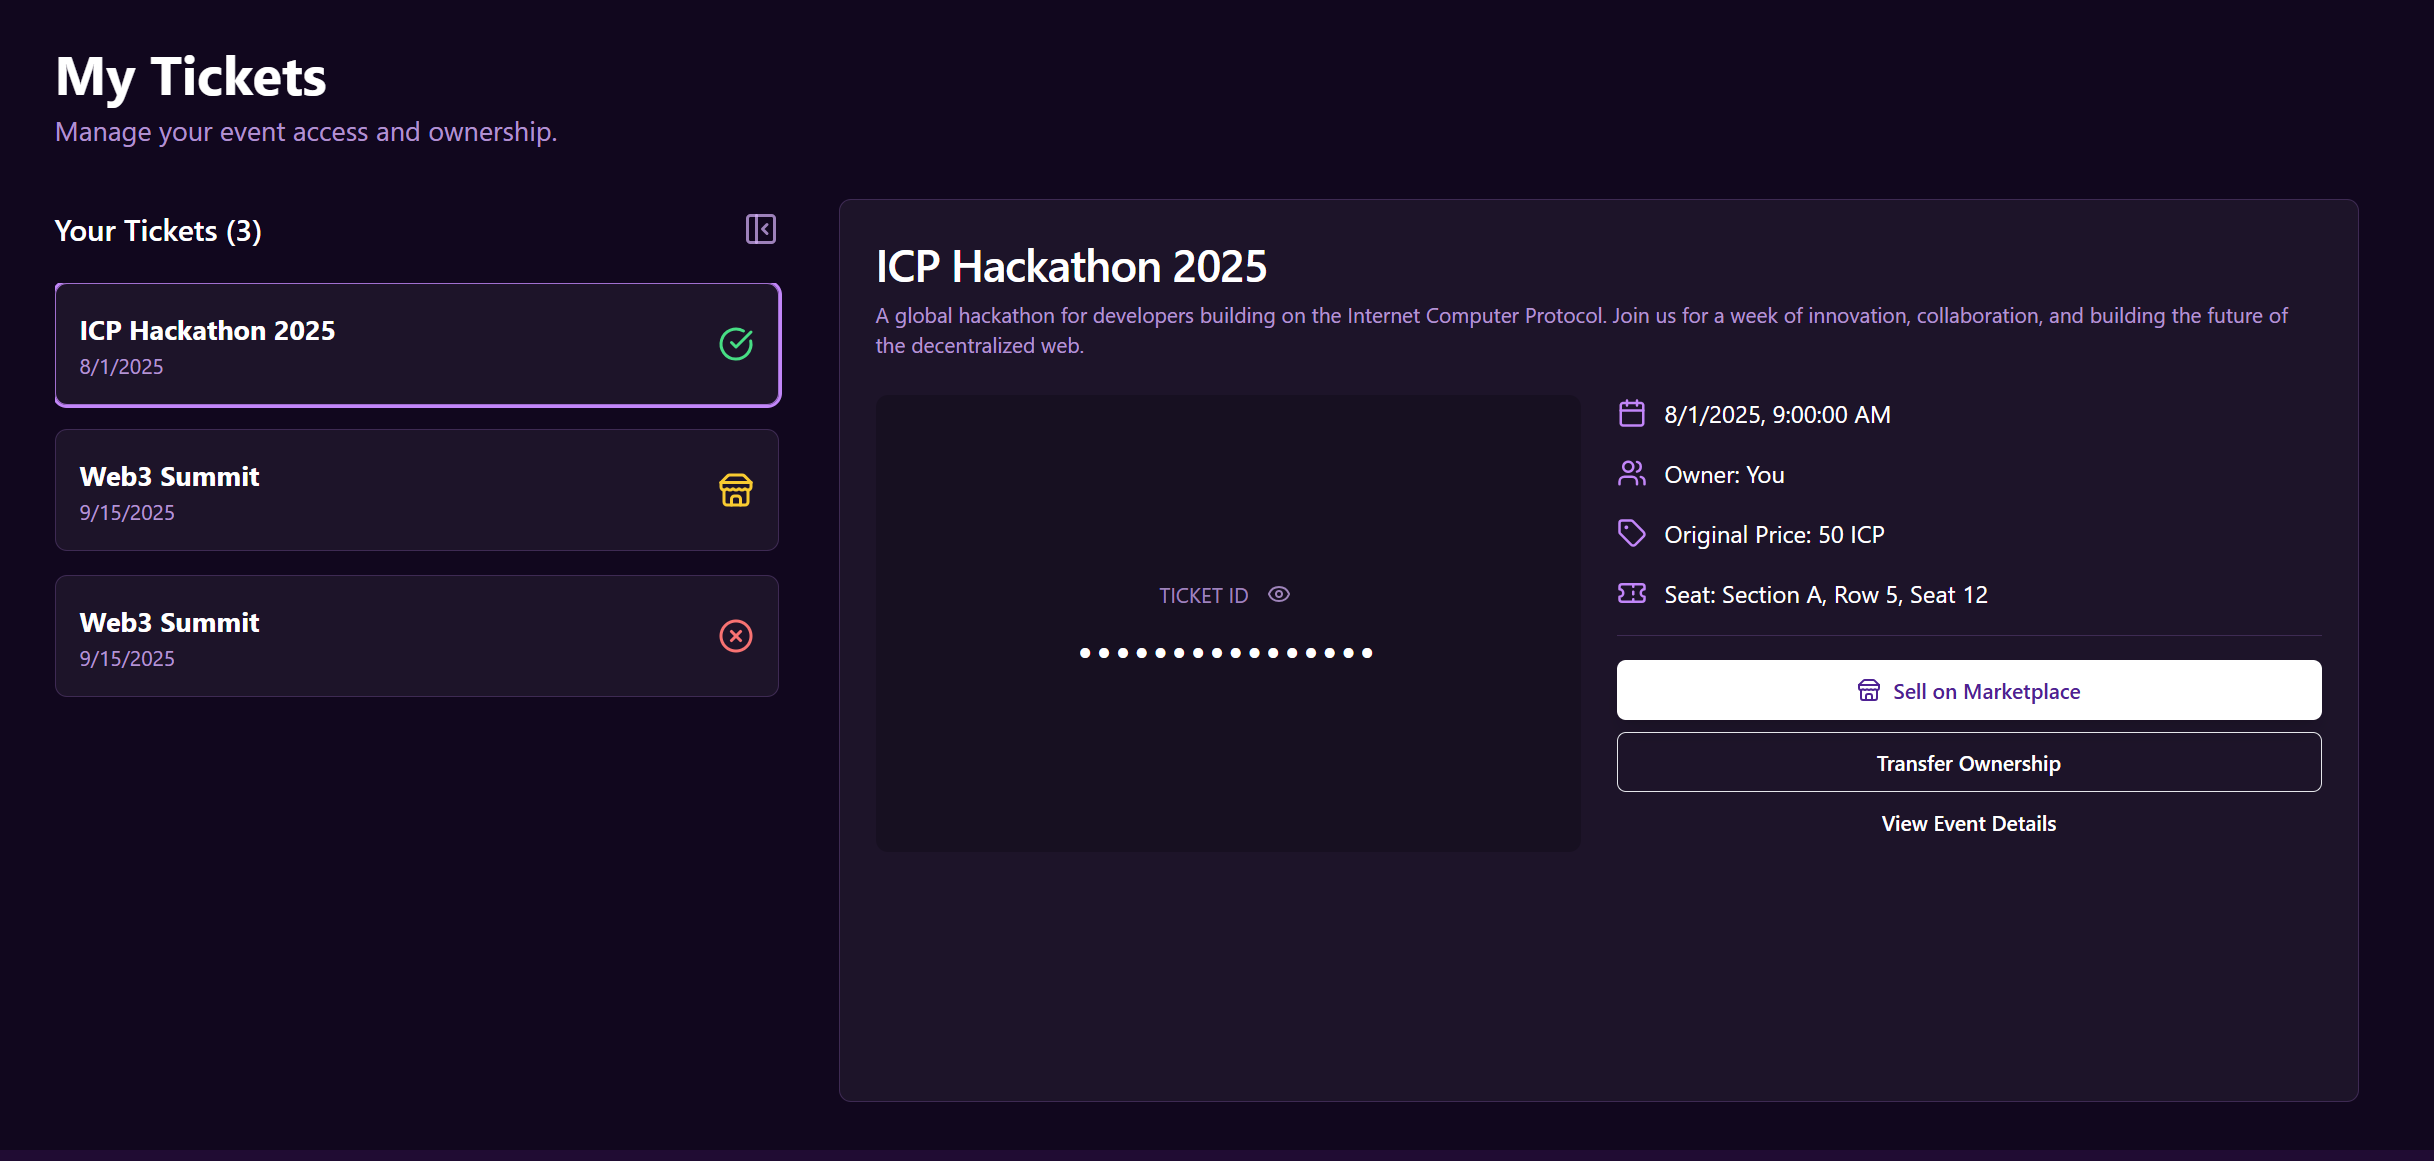 My Tickets
Manage your event access and ownership.
Your Tickets (3)
ICP Hackathon 2025
8/1/2025
Web3 Summit
9/15/2025
Web3 Summit
9/15/2025
ICP Hackathon 2025
A global hackathon for developers building on the Internet Computer Protocol. Join us for a week of innovation, collaboration, and building the future of
the decentralized web.
TICKET ID
••••••••••••••••
8/1/2025, 9:00:00 AM
Owner: You
Original Price: 50 ICP
Seat: Section A, Row 5, Seat 12
Sell on Marketplace
Transfer Ownership
View Event Details